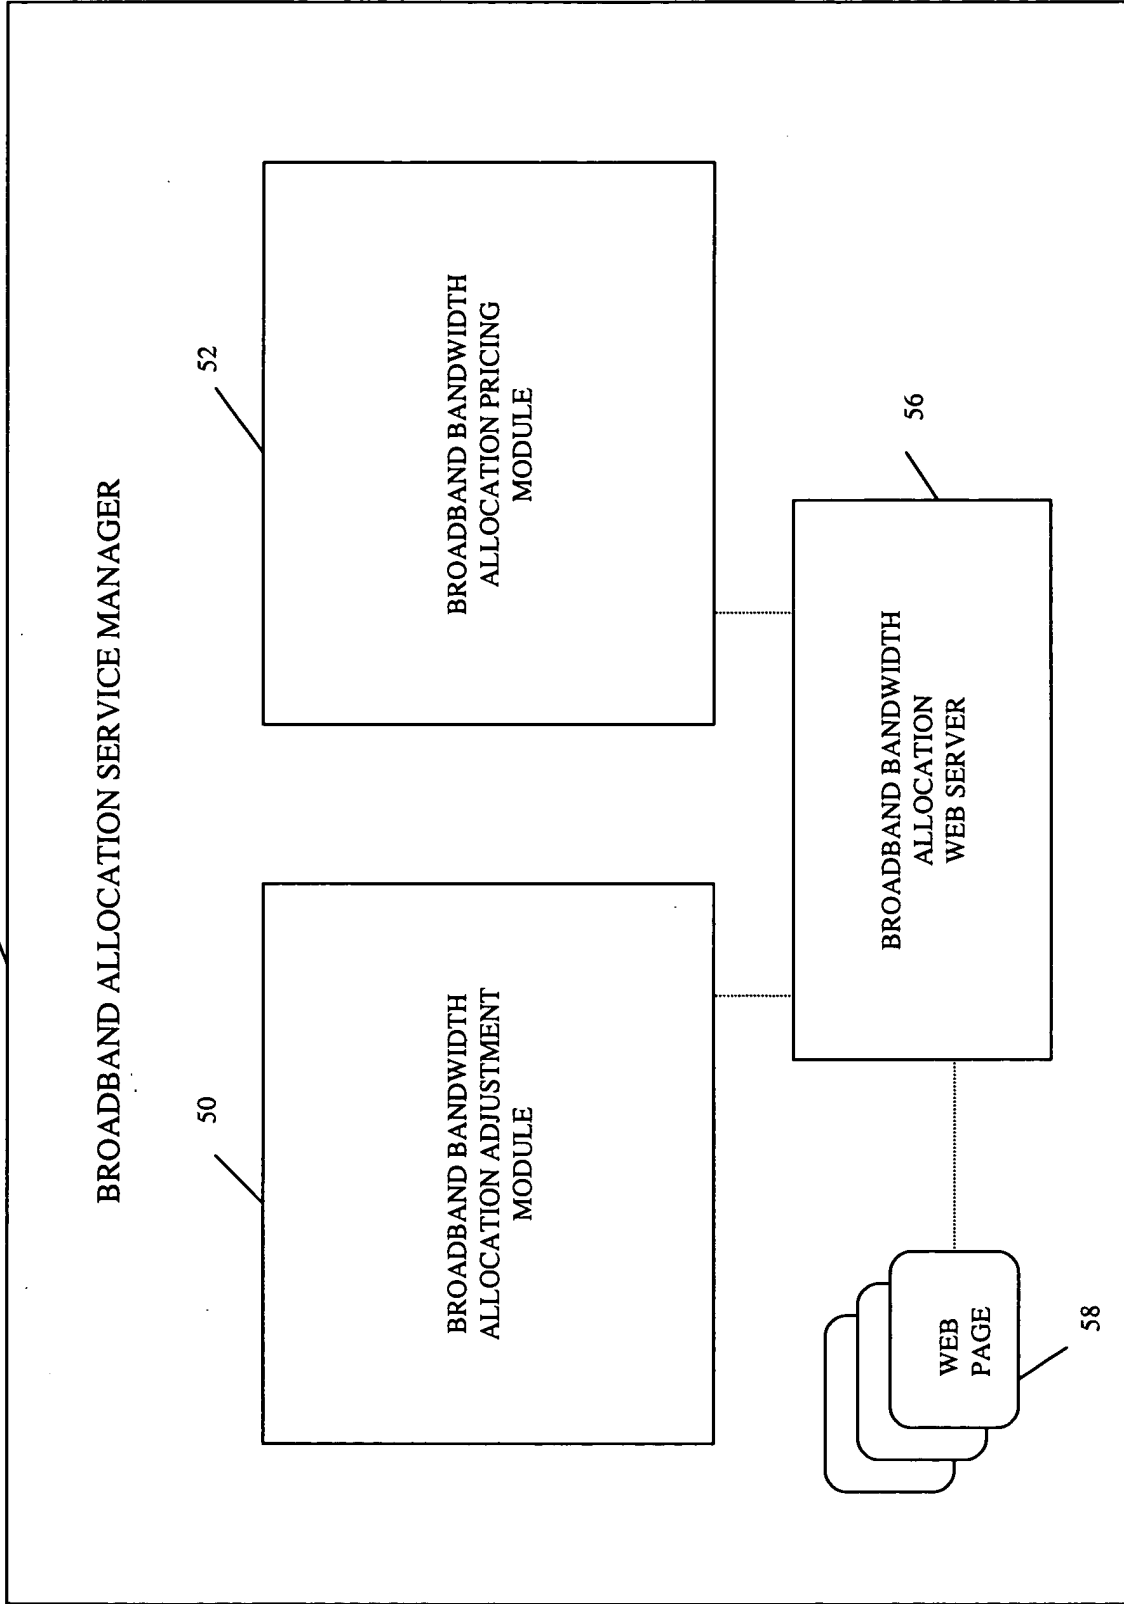 BROADBAND ALLOCATION SERVICE MANAGER
50
52
BROADBAND BANDWIDTH
ALLOCATION ADJUSTMENT
MODULE
BROADBAND BANDWIDTH
ALLOCATION PRICING
MODULE
56
BROADBAND BANDWIDTH
ALLOCATION
WEB SERVER
WEB
PAGE
58